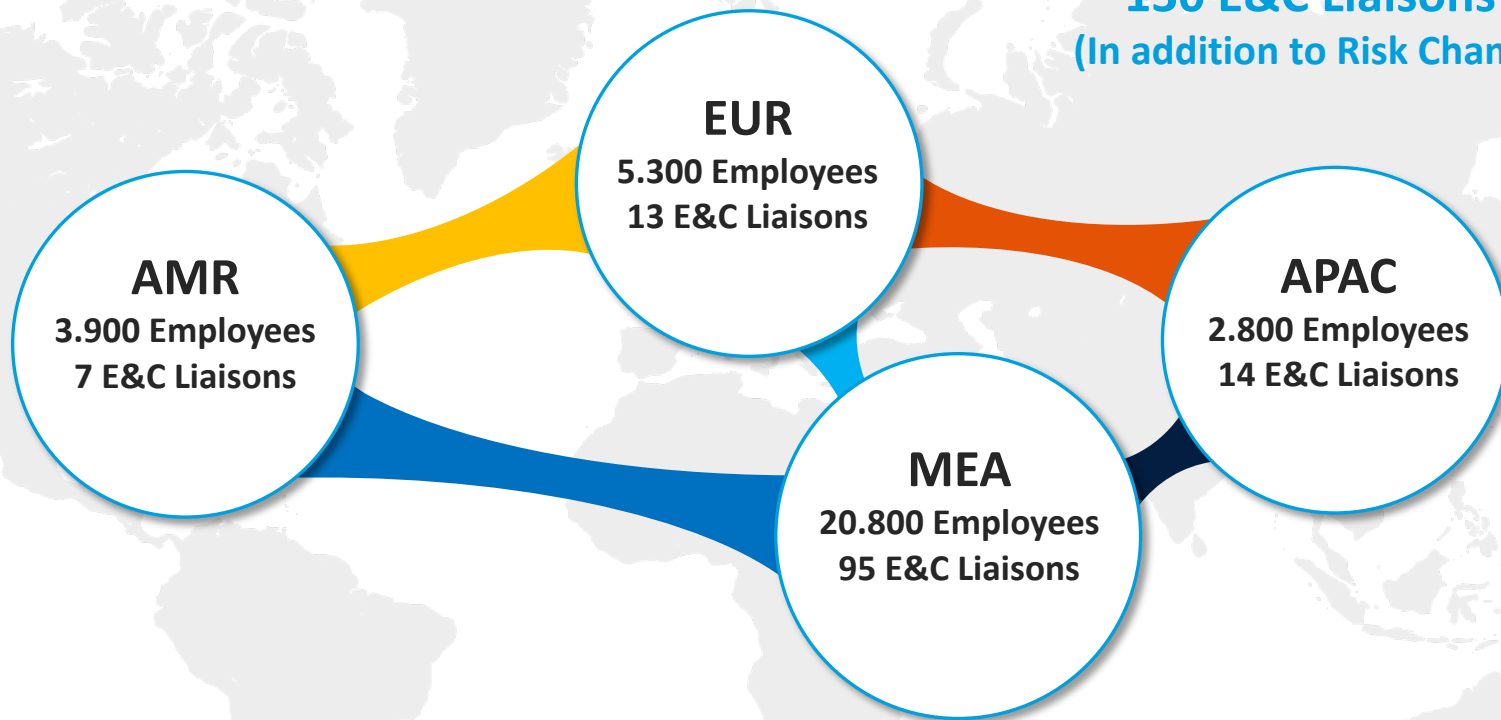 E&C Liaisons
(In addition to Risk
EUR
5.300 Employees
13 E&C Liaisons
AMR
3.900 Employees
7 E&C Liaisons
APAC
2.800 Employees
14 E&C Liaisons
MEA
20.800 Employees
95 E&C Liaisons